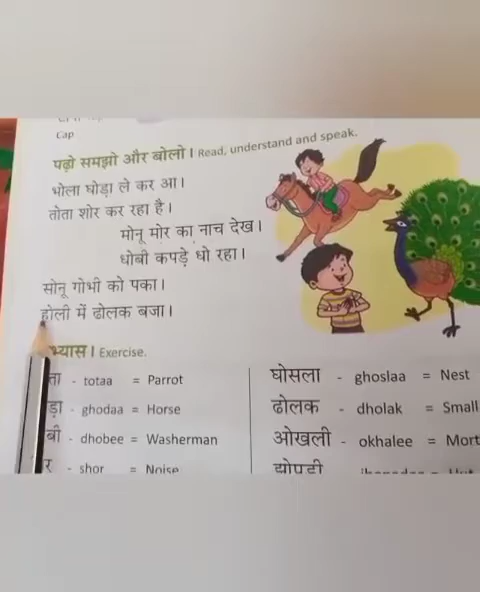 Cap
पढ़ो समझो और बोलो । Read, understand and speak.
भोला घोड़ा ले कर आ।
तोता शोर कर रहा है।
मोनू मोर का नाच देख।
धोबी कपड़े धो रहा।
सोनू गोभी को पका।
होली में ढोलक बजा।
भ्यास । Exercise.
ता - totaa = Parrot
ड़ा - ghodaa = Horse
बी - dhobee = Washerman
र - shor = Noise
घोसला - ghoslaa = Nest
ढोलक - dholak = Small
ओखली - okhalee = Mort